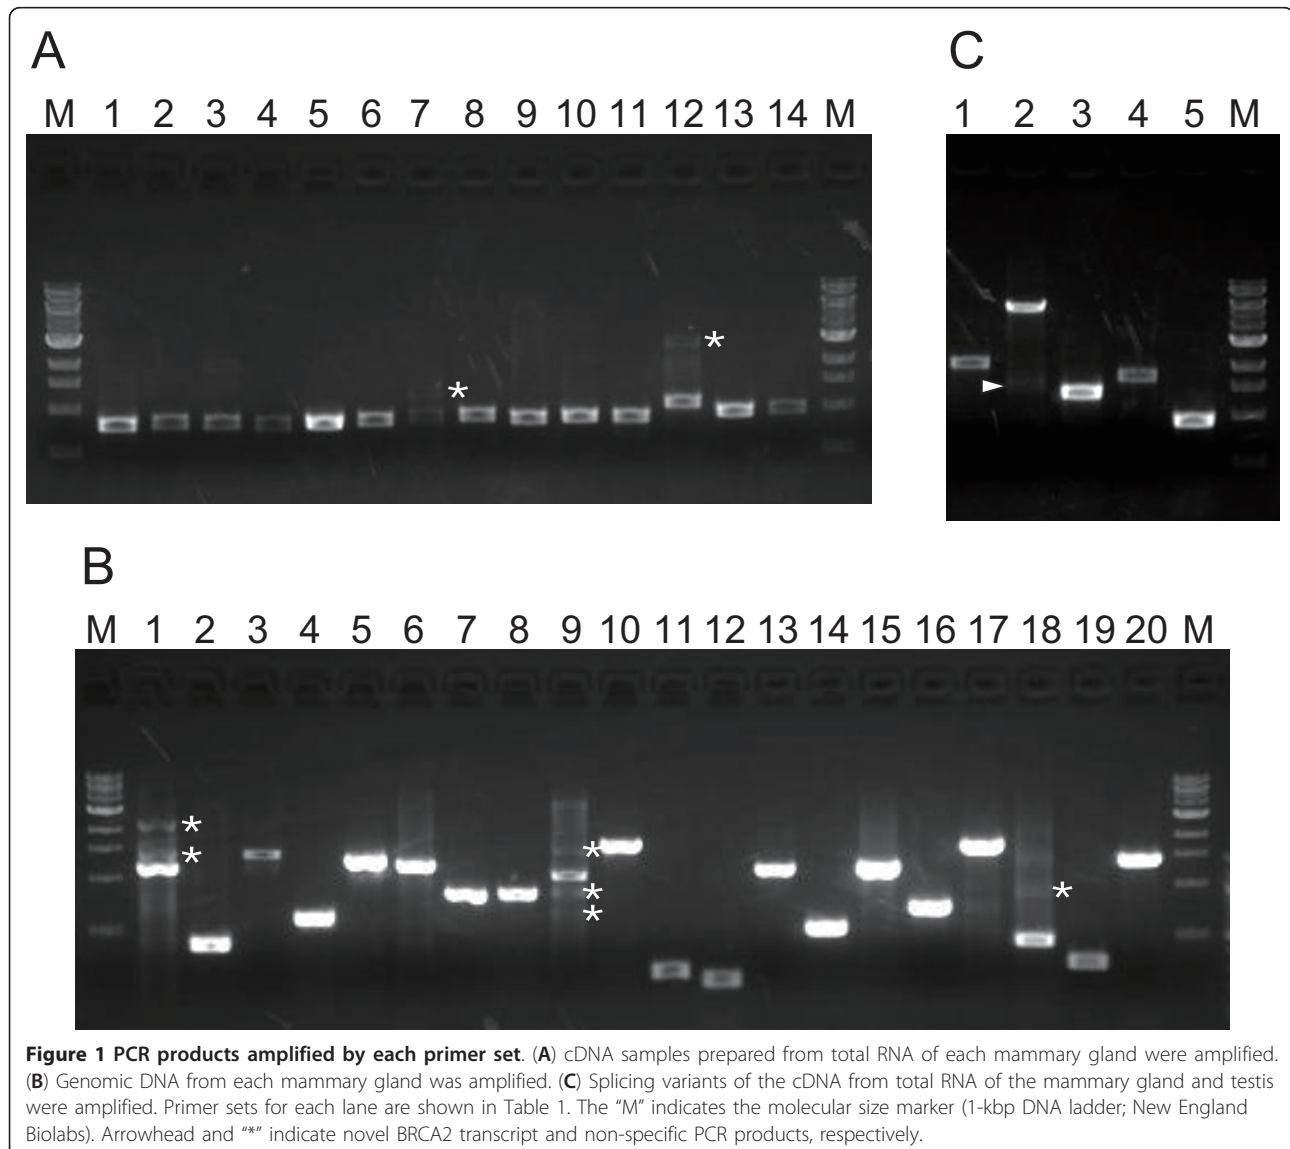 A
M 1 2 3 4 5 6 7 8 9 10 11 12 13 14 M
* *
C
1 2 3 4 5 M
B
M 1 2 3 4 5 6 7 8 9 10 11 12 13 14 15 16 17 18 19 20 M
* * * * * *
Figure 1 PCR products amplified by each primer set. (A) cDNA samples prepared from total RNA of each mammary gland were amplified.
(B) Genomic DNA from each mammary gland was amplified. (C) Splicing variants of the cDNA from total RNA of the mammary gland and testis
were amplified. Primer sets for each lane are shown in Table 1. The “M” indicates the molecular size marker (1-kbp DNA ladder; New England
Biolabs). Arrowhead and “*” indicate novel BRCA2 transcript and non-specific PCR products, respectively.